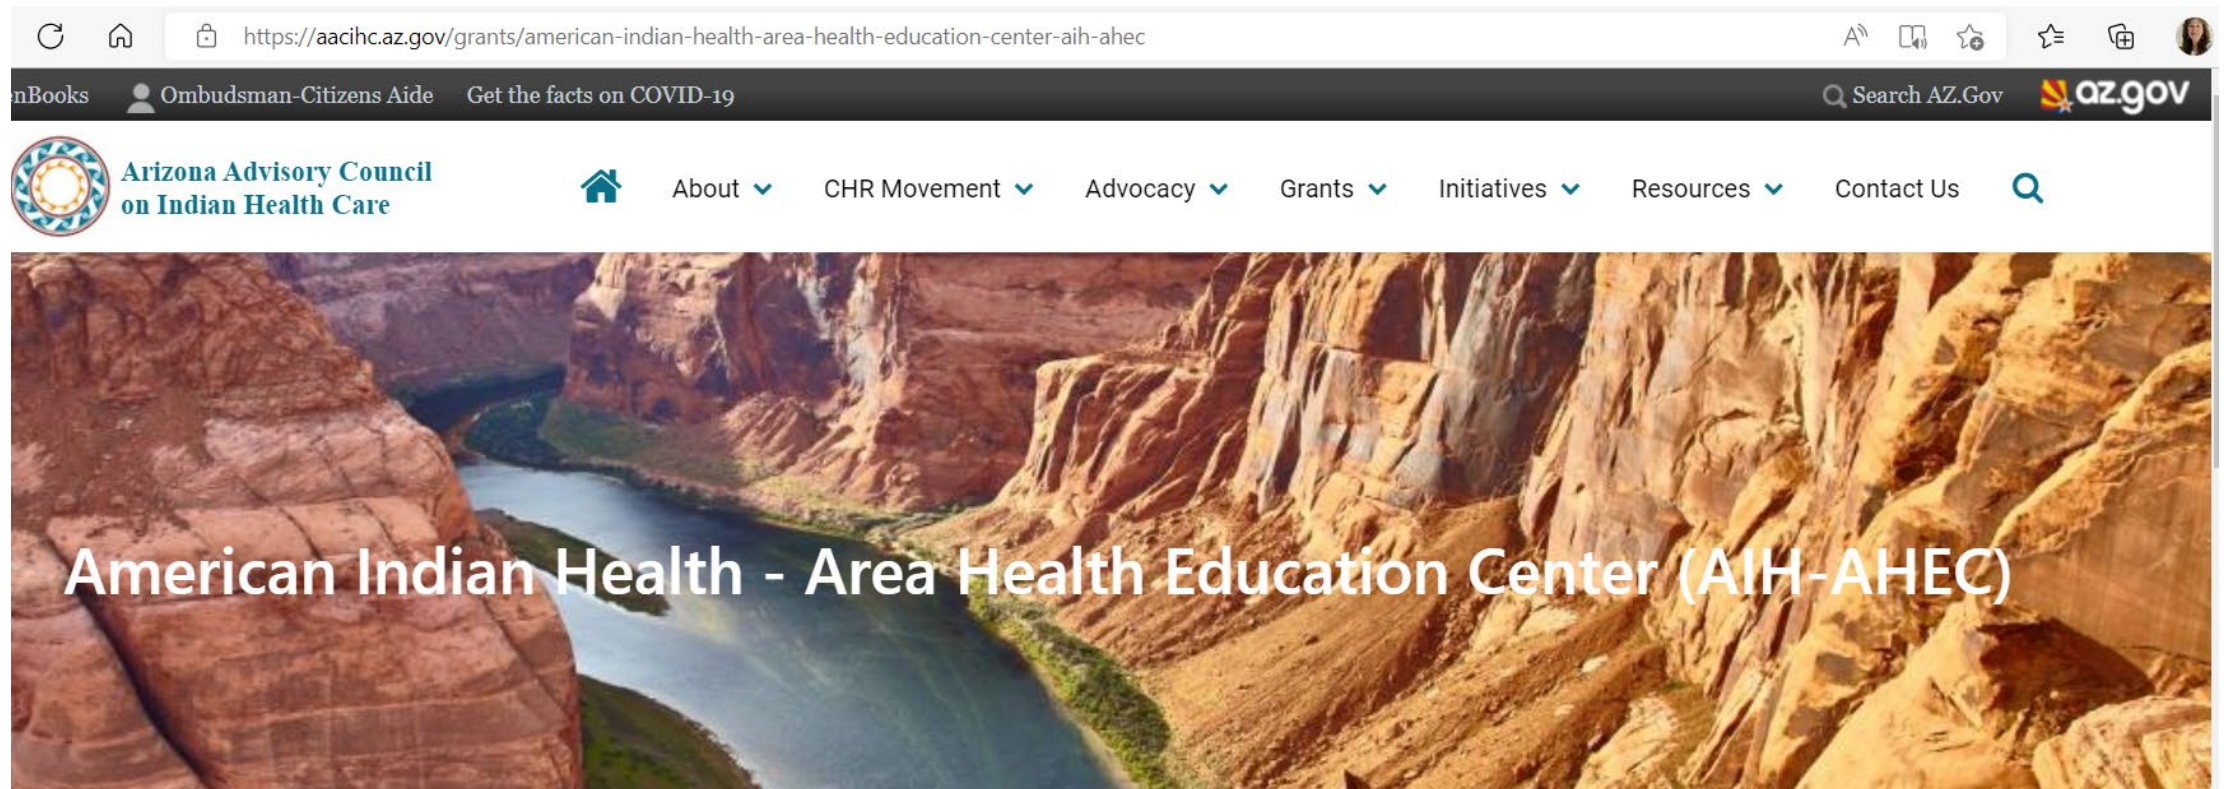 https://aacihc.az.gov/grants/american-indian-health-area-health-education-center-aih-ahec
nBooks Ombudsman-Citizens Aide Get the facts on COVID-19 Search AZ.Gov az.gov
Arizona Advisory Council
on Indian Health Care
About CHR Movement Advocacy Grants Initiatives Resources Contact Us
American Indian Health - Area Health Education Center (AIH-AHEC)